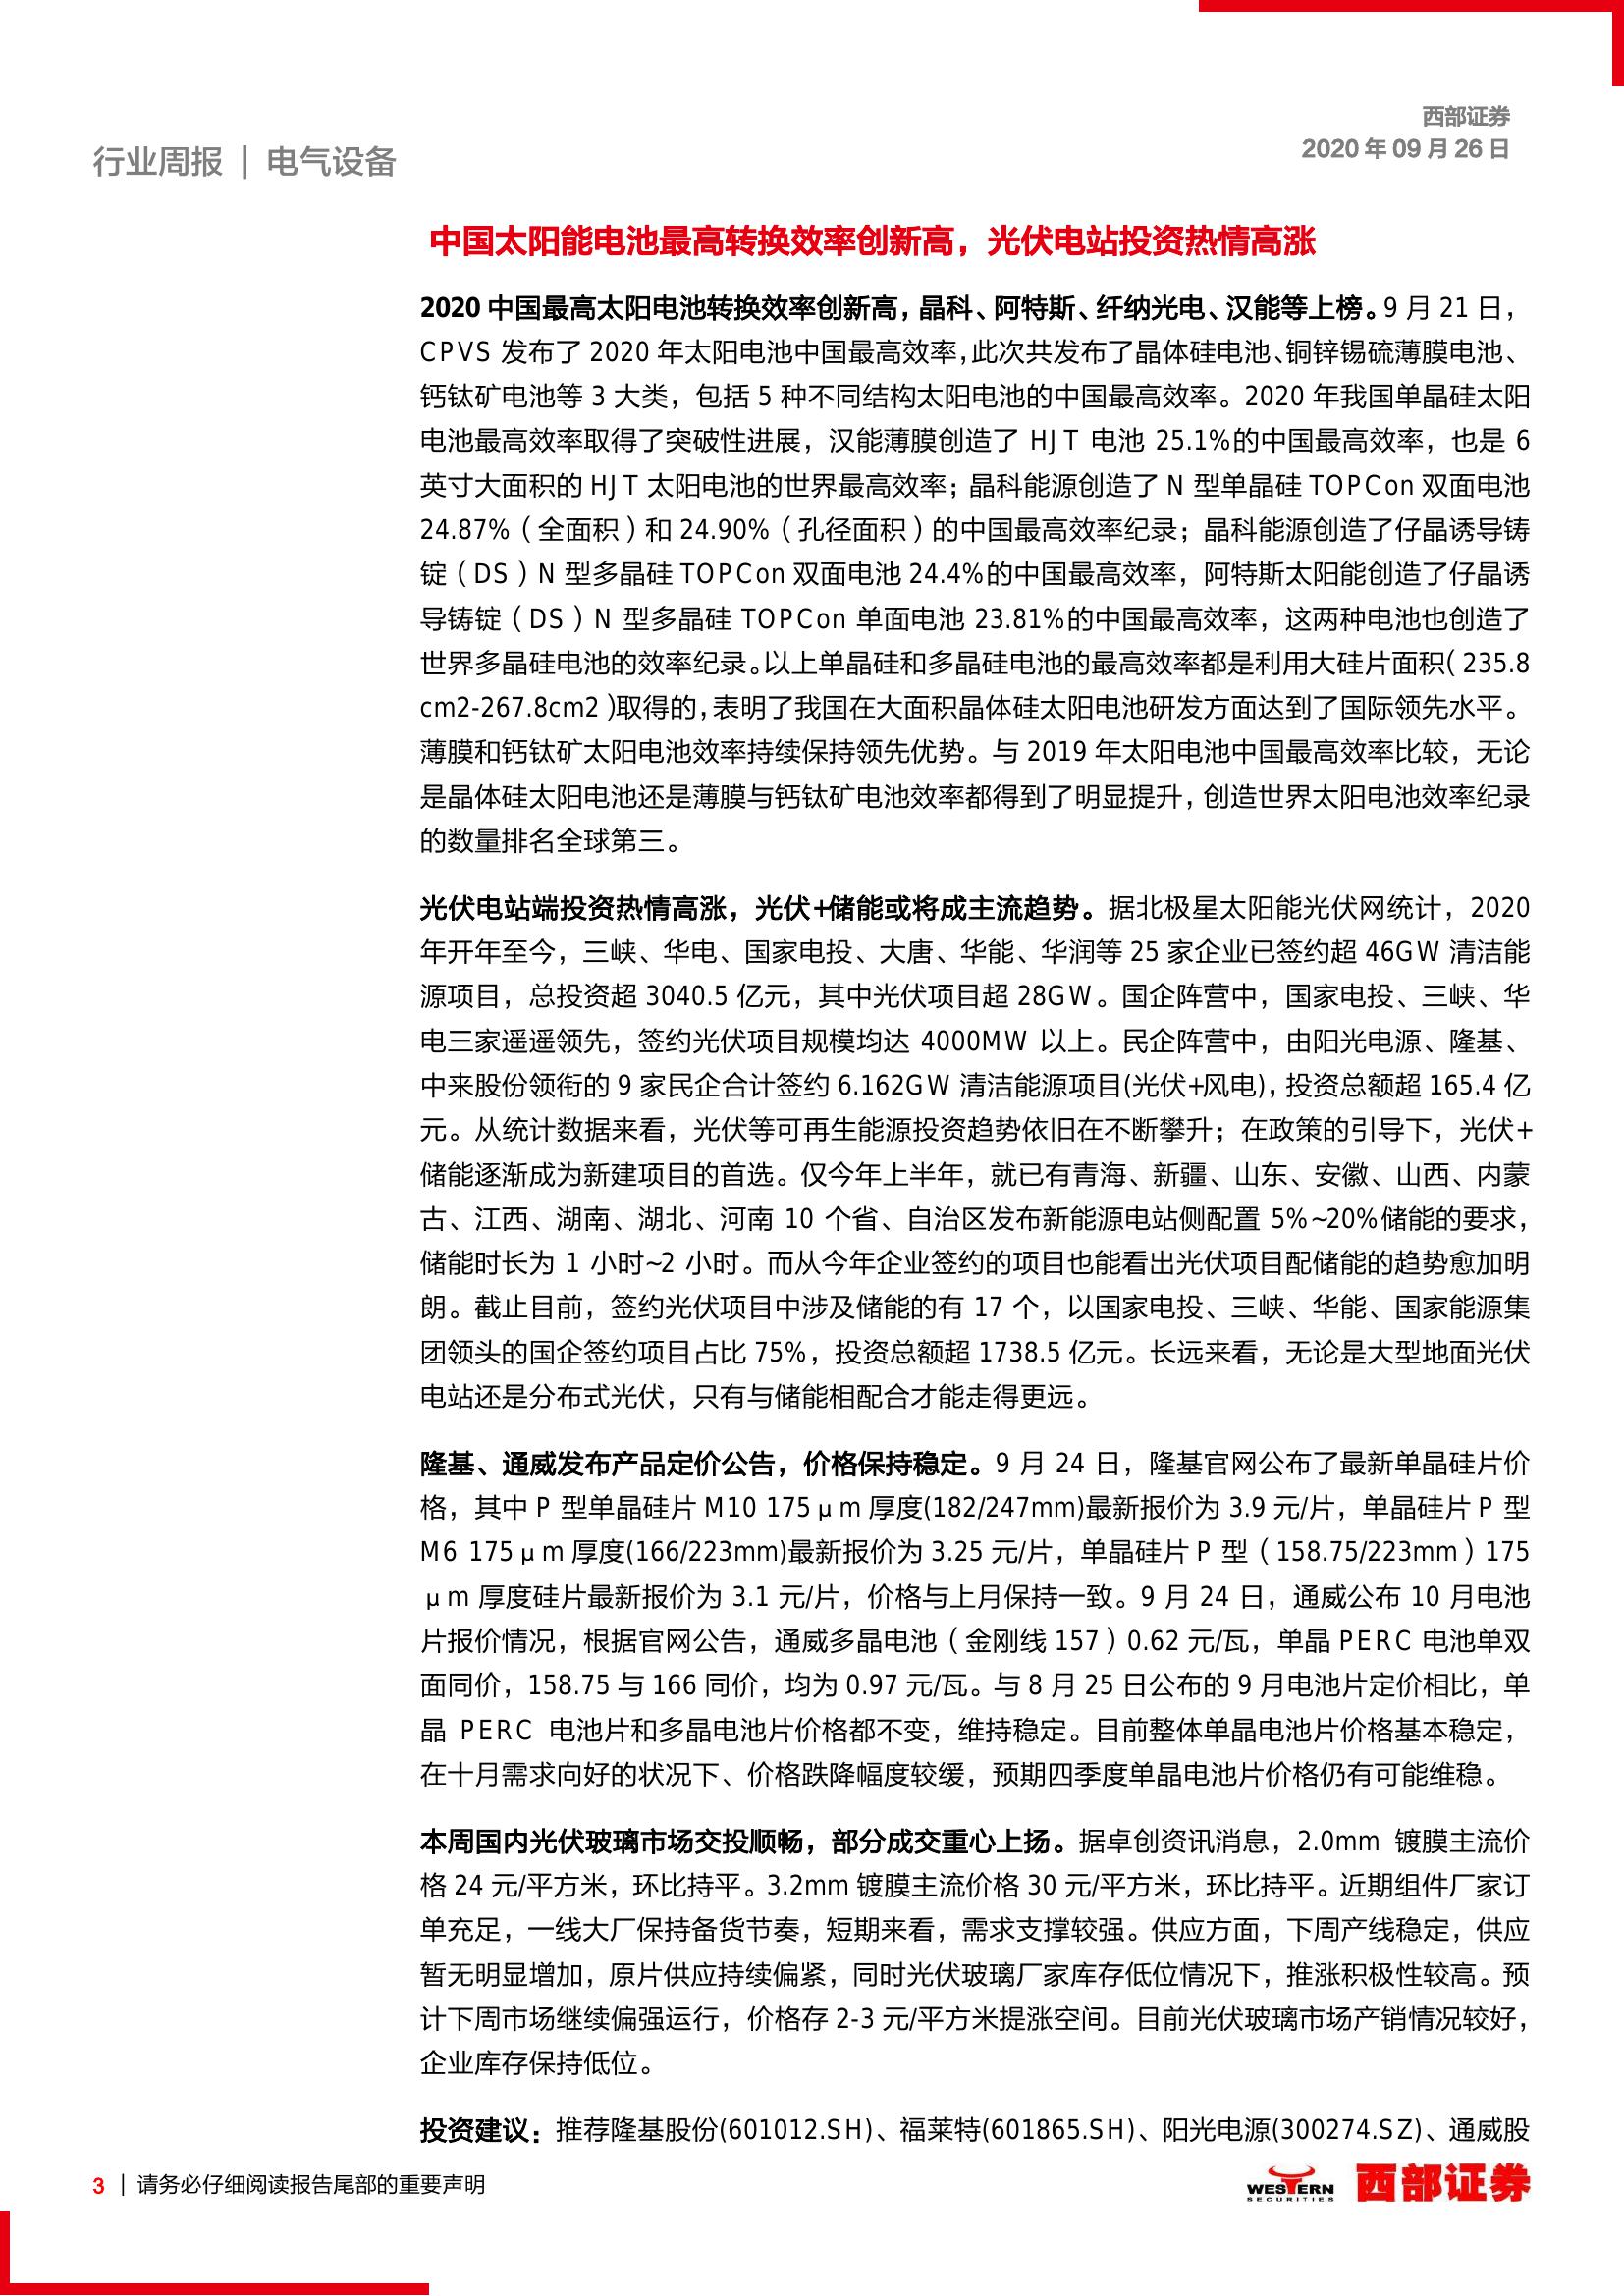 西部证券
2020 年 09 月 26 日
行业周报 | 电气设备
中国太阳能电池最高转换效率创新高，光伏电站投资热情高涨
2020 中国最高太阳电池转换效率创新高，晶科、阿特斯、纤纳光电、汉能等上榜。9 月 21 日，
CPVS 发布了 2020 年太阳电池中国最高效率，此次共发布了晶体硅电池、铜锌锡硫薄膜电池、
钙钛矿电池等 3 大类，包括 5 种不同结构太阳电池的中国最高效率。2020 年我国单晶硅太阳
电池最高效率取得了突破性进展，汉能薄膜创造了 HJT 电池 25.1%的中国最高效率，也是 6
英寸大面积的 HJT 太阳电池的世界最高效率；晶科能源创造了 N 型单晶硅 TOPCon 双面电池
24.87%（全面积）和 24.90%（孔径面积）的中国最高效率纪录；晶科能源创造了仔晶诱导铸
锭（DS）N 型多晶硅 TOPCon 双面电池 24.4%的中国最高效率，阿特斯太阳能创造了仔晶诱
导铸锭（DS）N 型多晶硅 TOPCon 单面电池 23.81%的中国最高效率，这两种电池也创造了
世界多晶硅电池的效率纪录。以上单晶硅和多晶硅电池的最高效率都是利用大硅片面积（235.8
cm2-267.8cm2）取得的，表明了我国在大面积晶体硅太阳电池研发方面达到了国际领先水平。
薄膜和钙钛矿太阳电池效率持续保持领先优势。与 2019 年太阳电池中国最高效率比较，无论
是晶体硅太阳电池还是薄膜与钙钛矿电池效率都得到了明显提升，创造世界太阳电池效率纪录
的数量排名全球第三。
光伏电站端投资热情高涨，光伏+储能或将成主流趋势。据北极星太阳能光伏网统计，2020
年开年至今，三峡、华电、国家电投、大唐、华能、华润等 25 家企业已签约超 46GW 清洁能
源项目，总投资超 3040.5 亿元，其中光伏项目超 28GW。国企阵营中，国家电投、三峡、华
电三家遥遥领先，签约光伏项目规模均达 4000MW 以上。民企阵营中，由阳光电源、隆基、
中来股份领衔的 9 家民企合计签约 6.162GW 清洁能源项目(光伏+风电)，投资总额超 165.4 亿
元。从统计数据来看，光伏等可再生能源投资趋势依旧在不断攀升；在政策的引导下，光伏+
储能逐渐成为新建项目的首选。仅今年上半年，就已有青海、新疆、山东、安徽、山西、内蒙
古、江西、湖南、湖北、河南 10 个省、自治区发布新能源电站侧配置 5%~20%储能的要求，
储能时长为 1 小时~2 小时。而从今年企业签约的项目也能看出光伏项目配储能的趋势愈加明
朗。截止目前，签约光伏项目中涉及储能的有 17 个，以国家电投、三峡、华能、国家能源集
团领头的国企签约项目占比 75%，投资总额超 1738.5 亿元。长远来看，无论是大型地面光伏
电站还是分布式光伏，只有与储能相配合才能走得更远。
隆基、通威发布产品定价公告，价格保持稳定。9 月 24 日，隆基官网公布了最新单晶硅片价
格，其中 P 型单晶硅片 M10 175μm 厚度(182/247mm)最新报价为 3.9 元/片，单晶硅片 P 型
M6 175μm 厚度(166/223mm)最新报价为 3.25 元/片，单晶硅片 P 型（158.75/223mm）175
μm 厚度硅片最新报价为 3.1 元/片，价格与上月保持一致。9 月 24 日，通威公布 10 月电池
片报价情况，根据官网公告，通威多晶电池（金刚线 157）0.62 元/瓦，单晶 PERC 电池单双
面同价，158.75 与 166 同价，均为 0.97 元/瓦。与 8 月 25 日公布的 9 月电池片定价相比，单
晶 PERC 电池片和多晶电池片价格都不变，维持稳定。目前整体单晶电池片价格基本稳定，
在十月需求向好的状况下、价格跌降幅度较缓，预期四季度单晶电池片价格仍有可能维稳。
本周国内光伏玻璃市场交投顺畅，部分成交重心上扬。据卓创资讯消息，2.0mm 镀膜主流价
格 24 元/平方米，环比持平。3.2mm 镀膜主流价格 30 元/平方米，环比持平。近期组件厂家订
单充足，一线大厂保持备货节奏，短期来看，需求支撑较强。供应方面，下周产线稳定，供应
暂无明显增加，原片供应持续偏紧，同时光伏玻璃厂家库存低位情况下，推涨积极性较高。预
计下周市场继续偏强运行，价格存 2-3 元/平方米提涨空间。目前光伏玻璃市场产销情况较好，
企业库存保持低位。
投资建议：推荐隆基股份(601012.SH)、福莱特(601865.SH)、阳光电源(300274.SZ)、通威股
3 | 请务必仔细阅读报告尾部的重要声明
WESTERN
SECURITIES
西部证券